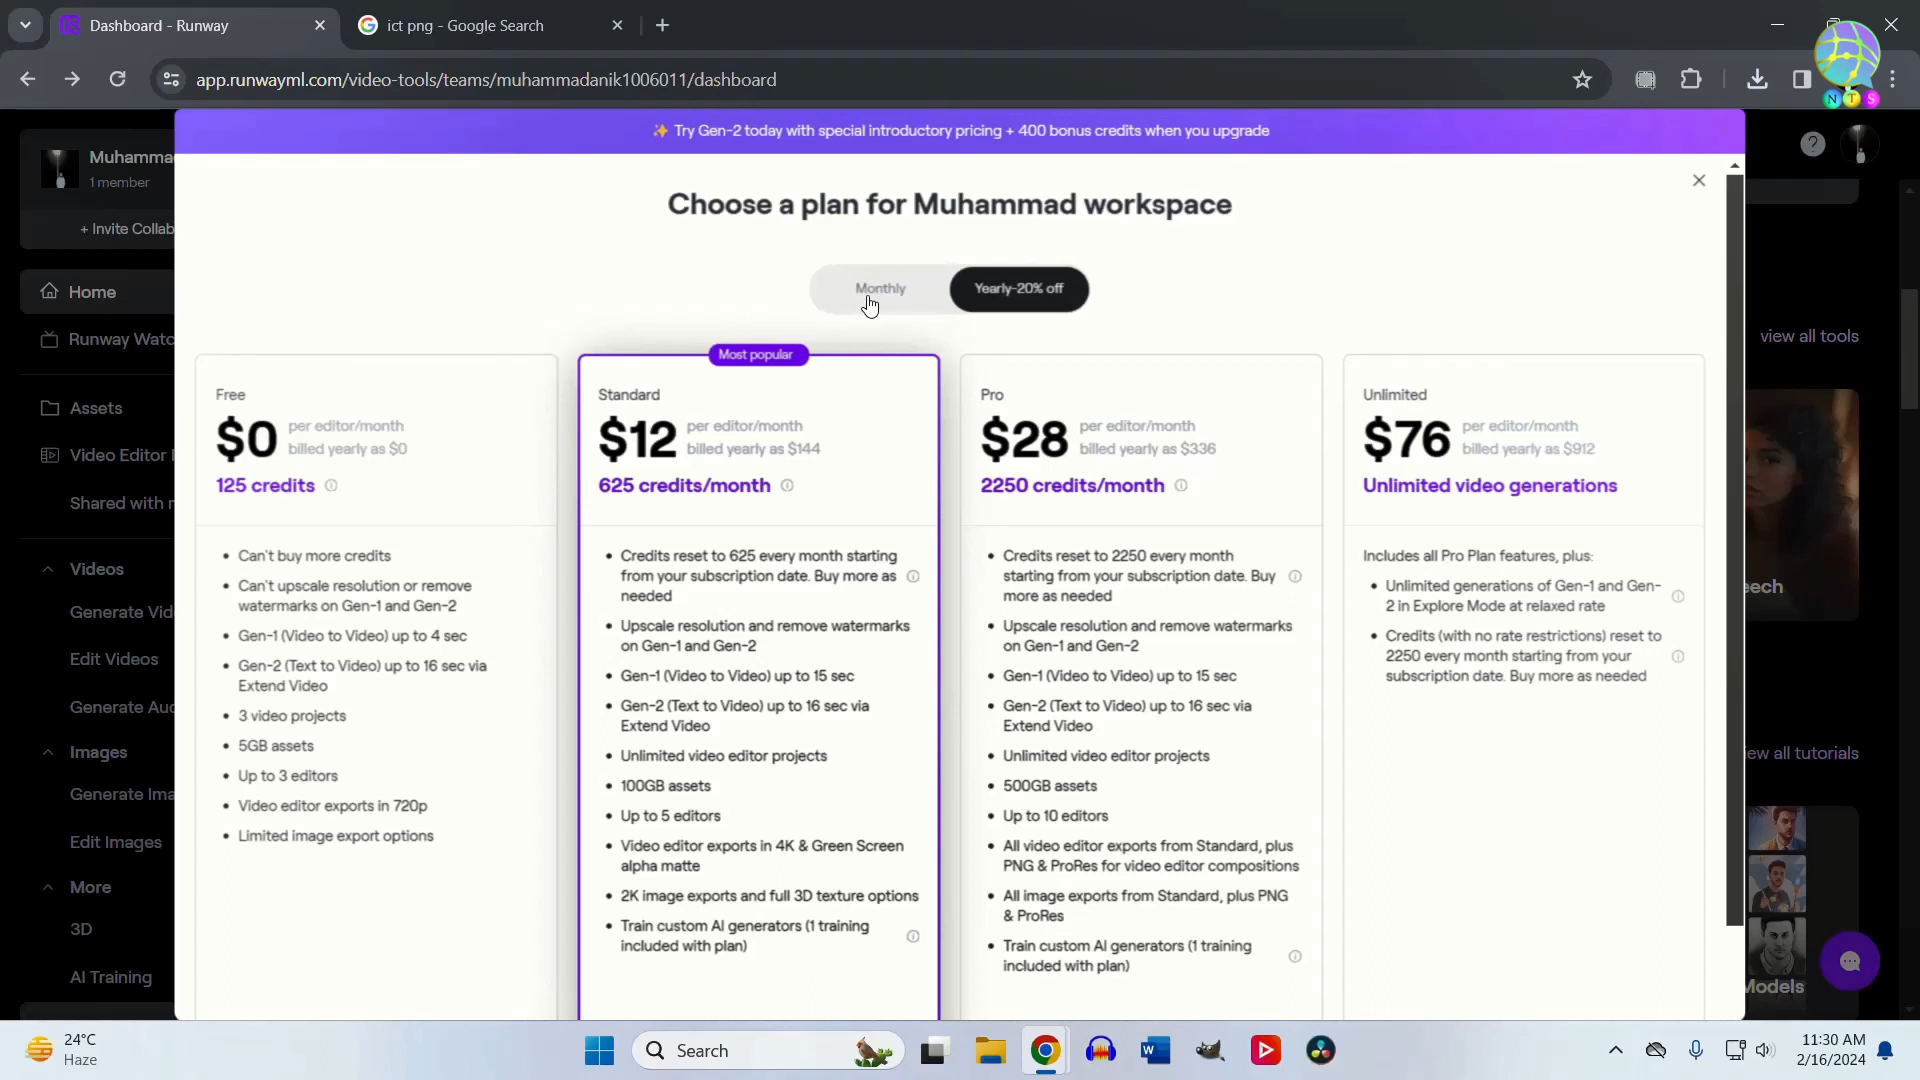 Dashboard - Runway
ict png - Google Search
app.runwayml.com/video-tools/teams/muhammadanik1006011/dashboard
N T S
✨ Try Gen-2 today with special introductory pricing + 400 bonus credits when you upgrade
Muhamma
1 member
+ Invite Collab
Home
Runway Watc
Assets
Video Editor
Shared with
Videos
Generate Vid
Edit Videos
Generate Aud
Images
Generate Ima
Edit Images
More
3D
AI Training
Choose a plan for Muhammad workspace
Monthly
Yearly-20% off
Free
$0
per editor/month
billed yearly as $0
125 credits
• Can't buy more credits
• Can't upscale resolution or remove
watermarks on Gen-1 and Gen-2
• Gen-1 (Video to Video) up to 4 sec
• Gen-2 (Text to Video) up to 16 sec via
Extend Video
• 3 video projects
• 5GB assets
• Up to 3 editors
• Video editor exports in 720p
• Limited image export options
Most popular
Standard
$12
per editor/month
billed yearly as $144
625 credits/month
• Credits reset to 625 every month starting
from your subscription date. Buy more as
needed
• Upscale resolution and remove watermarks
on Gen-1 and Gen-2
• Gen-1 (Video to Video) up to 15 sec
• Gen-2 (Text to Video) up to 16 sec via
Extend Video
• Unlimited video editor projects
• 100GB assets
• Up to 5 editors
• Video editor exports in 4K & Green Screen
alpha matte
• 2K image exports and full 3D texture options
• Train custom AI generators (1 training
included with plan)
Pro
$28
per editor/month
billed yearly as $336
2250 credits/month
• Credits reset to 2250 every month
starting from your subscription date. Buy
more as needed
• Upscale resolution and remove watermarks
on Gen-1 and Gen-2
• Gen-1 (Video to Video) up to 15 sec
• Gen-2 (Text to Video) up to 16 sec via
Extend Video
• Unlimited video editor projects
• 500GB assets
• Up to 10 editors
• All video editor exports from Standard, plus
PNG & ProRes for video editor compositions
• All image exports from Standard, plus PNG
& ProRes
• Train custom AI generators (1 training
included with plan)
Unlimited
$76
per editor/month
billed yearly as $912
Unlimited video generations
Includes all Pro Plan features, plus:
• Unlimited generations of Gen-1 and Gen-
2 in Explore Mode at relaxed rate
• Credits (with no rate restrictions) reset to
2250 every month starting from your
subscription date. Buy more as needed
view all tools
eech
ew all tutorials
Models
24°C
Haze
Search
11:30 AM
2/16/2024